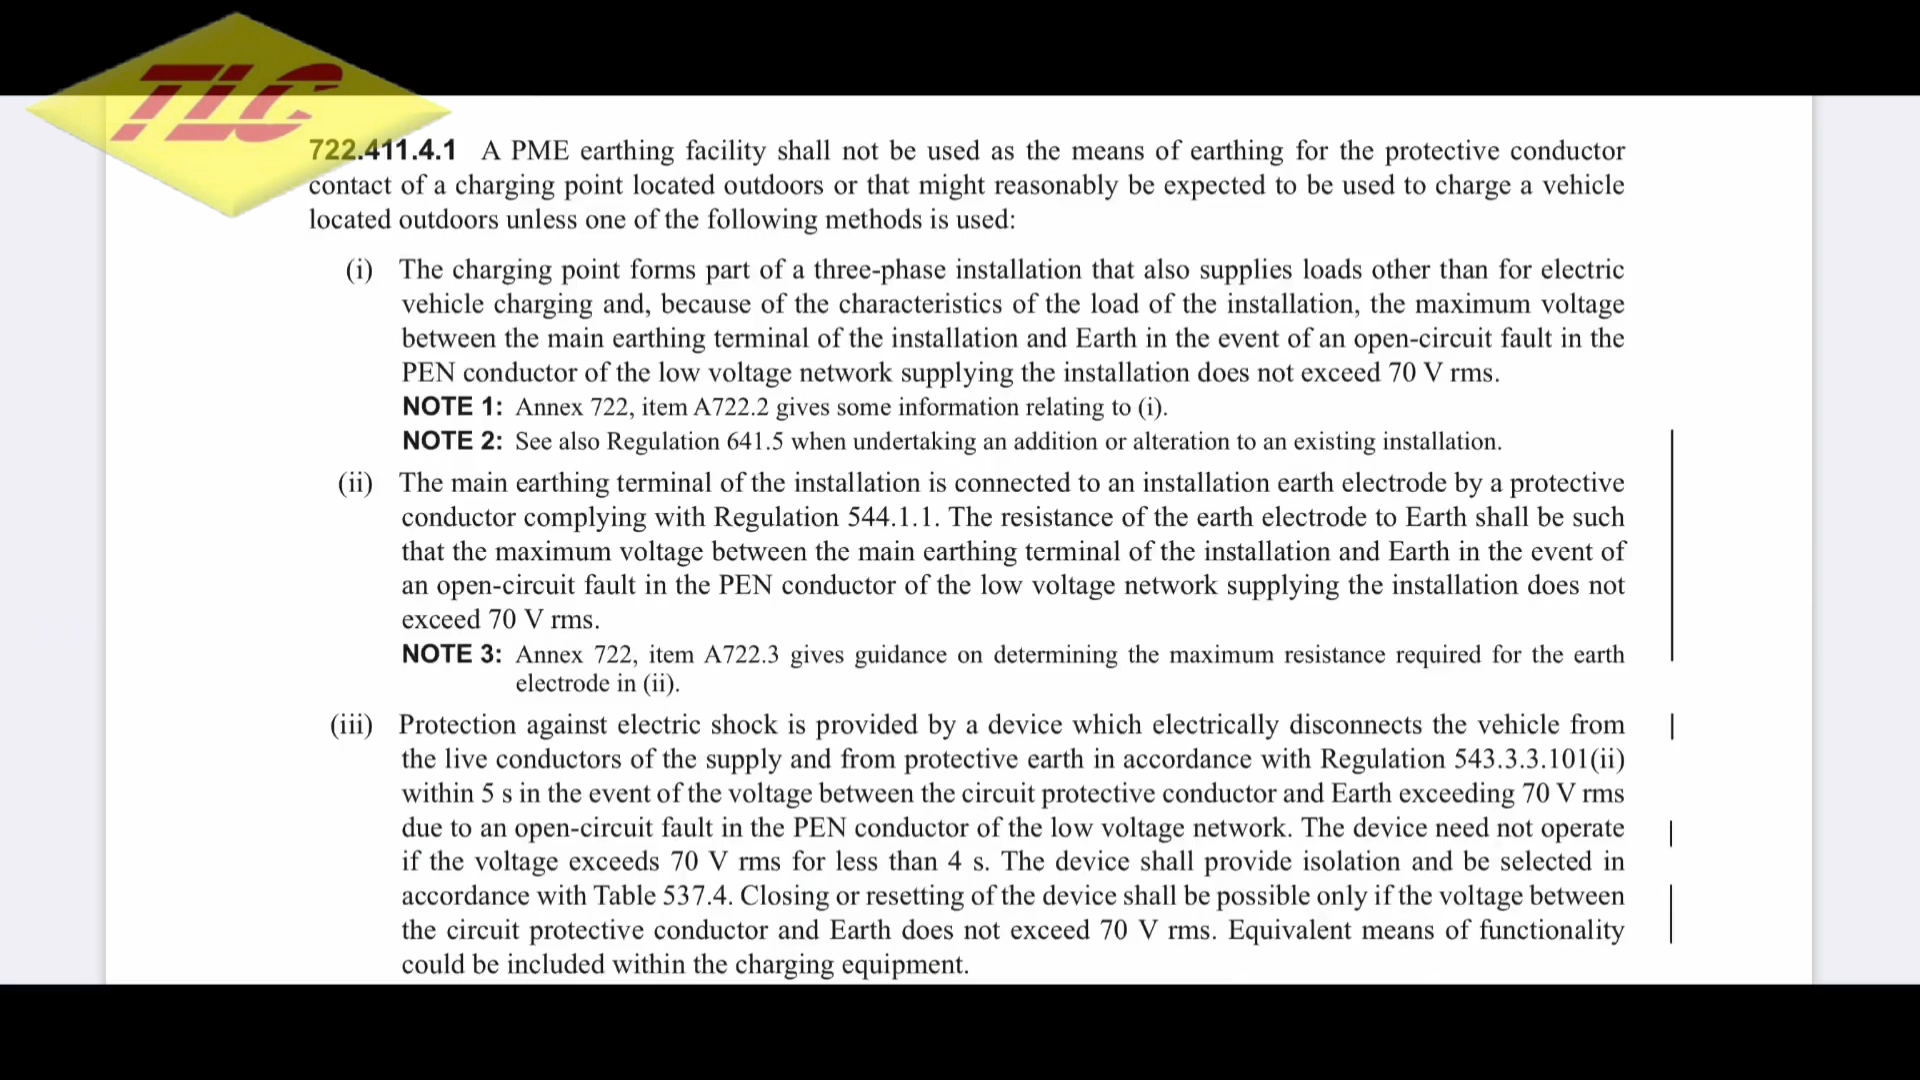 TLC
722.411.4.1 A PME earthing facility shall not be used as the means of earthing for the protective conductor
contact of a charging point located outdoors or that might reasonably be expected to be used to charge a vehicle
located outdoors unless one of the following methods is used:
(i) The charging point forms part of a three-phase installation that also supplies loads other than for electric
vehicle charging and, because of the characteristics of the load of the installation, the maximum voltage
between the main earthing terminal of the installation and Earth in the event of an open-circuit fault in the
PEN conductor of the low voltage network supplying the installation does not exceed 70 V rms.
NOTE 1: Annex 722, item A722.2 gives some information relating to (i).
NOTE 2: See also Regulation 641.5 when undertaking an addition or alteration to an existing installation.
(ii) The main earthing terminal of the installation is connected to an installation earth electrode by a protective
conductor complying with Regulation 544.1.1. The resistance of the earth electrode to Earth shall be such
that the maximum voltage between the main earthing terminal of the installation and Earth in the event of
an open-circuit fault in the PEN conductor of the low voltage network supplying the installation does not
exceed 70 V rms.
NOTE 3: Annex 722, item A722.3 gives guidance on determining the maximum resistance required for the earth
electrode in (ii).
(iii) Protection against electric shock is provided by a device which electrically disconnects the vehicle from
the live conductors of the supply and from protective earth in accordance with Regulation 543.3.3.101(ii)
within 5 s in the event of the voltage between the circuit protective conductor and Earth exceeding 70 V rms
due to an open-circuit fault in the PEN conductor of the low voltage network. The device need not operate
if the voltage exceeds 70 V rms for less than 4 s. The device shall provide isolation and be selected in
accordance with Table 537.4. Closing or resetting of the device shall be possible only if the voltage between
the circuit protective conductor and Earth does not exceed 70 V rms. Equivalent means of functionality
could be included within the charging equipment.